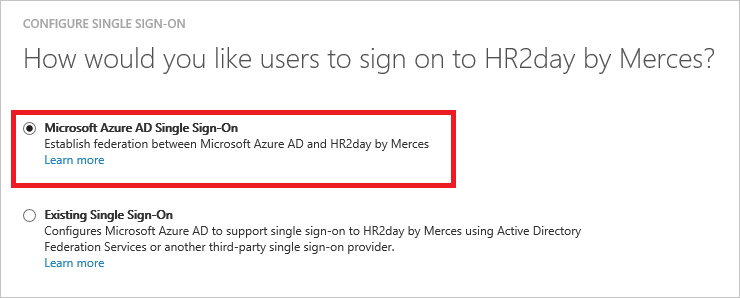 CONFIGURE SINGLE SIGN-ON
How would you like users to sign on to HR2day by Merces?
Microsoft Azure AD Single Sign-On
Establish federation between Microsoft Azure AD and HR2day by Merces
Learn more
Existing Single Sign-On
Configures Microsoft Azure AD to support single sign-on to HR2day by Merces using Active Directory
Federation Services or another third-party single sign-on provider.
Learn more